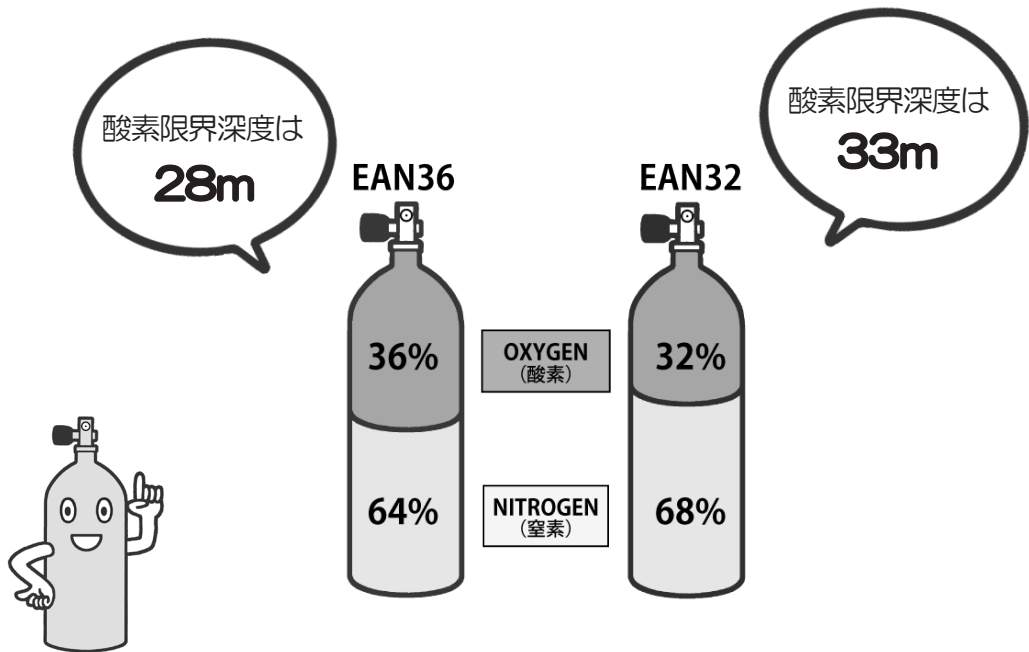 酸素限界深度は
28m
酸素限界深度は
33m
EAN36
EAN32
36%
OXYGEN
（酸素）
32%
64%
NITROGEN
（窒素）
68%